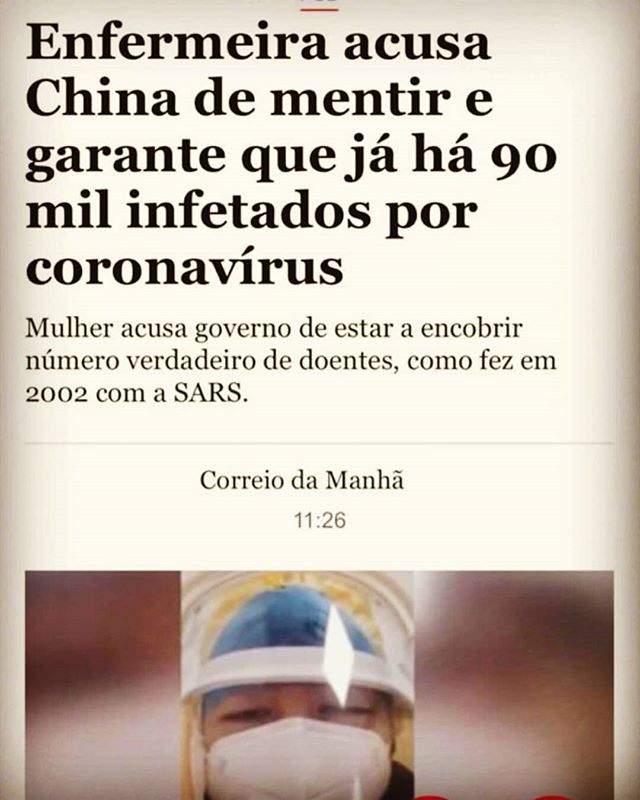 Enfermeira acusa
China de mentir e
garante que já há 90
mil infetados por
coronavírus
Mulher acusa governo de estar a encobrir
número verdadeiro de doentes, como fez em
2002 com a SARS.
Correio da Manhã
11:26